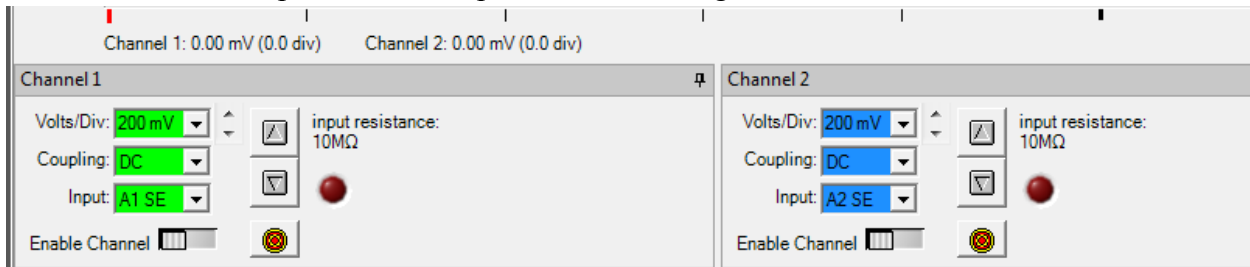 Channel 1: 0.00 mV (0.0 div) Channel 2: 0.00 mV (0.0 div)
Channel 1
Volts/Div: 200 mV
input resistance:
10MΩ
Coupling: DC
Input: A1 SE
Enable Channel
Channel 2
Volts/Div: 200 mV
input resistance:
10MΩ
Coupling: DC
Input: A2 SE
Enable Channel